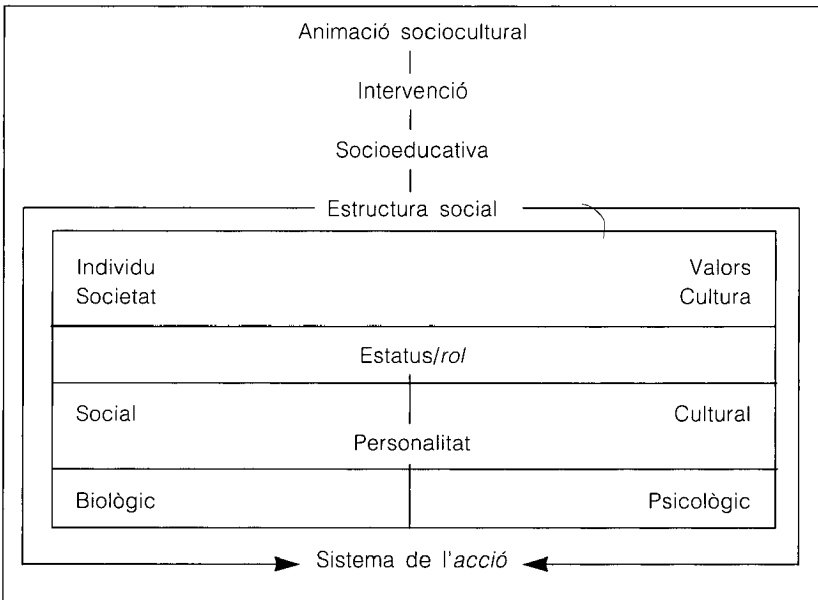 Animació sociocultural
Intervenció
Socioeducativa
Estructura social
Individu Valors
Societat Cultura
Estatus/rol
Social Cultural
Personalitat
Biològic Psicològic
Sistema de l'acció